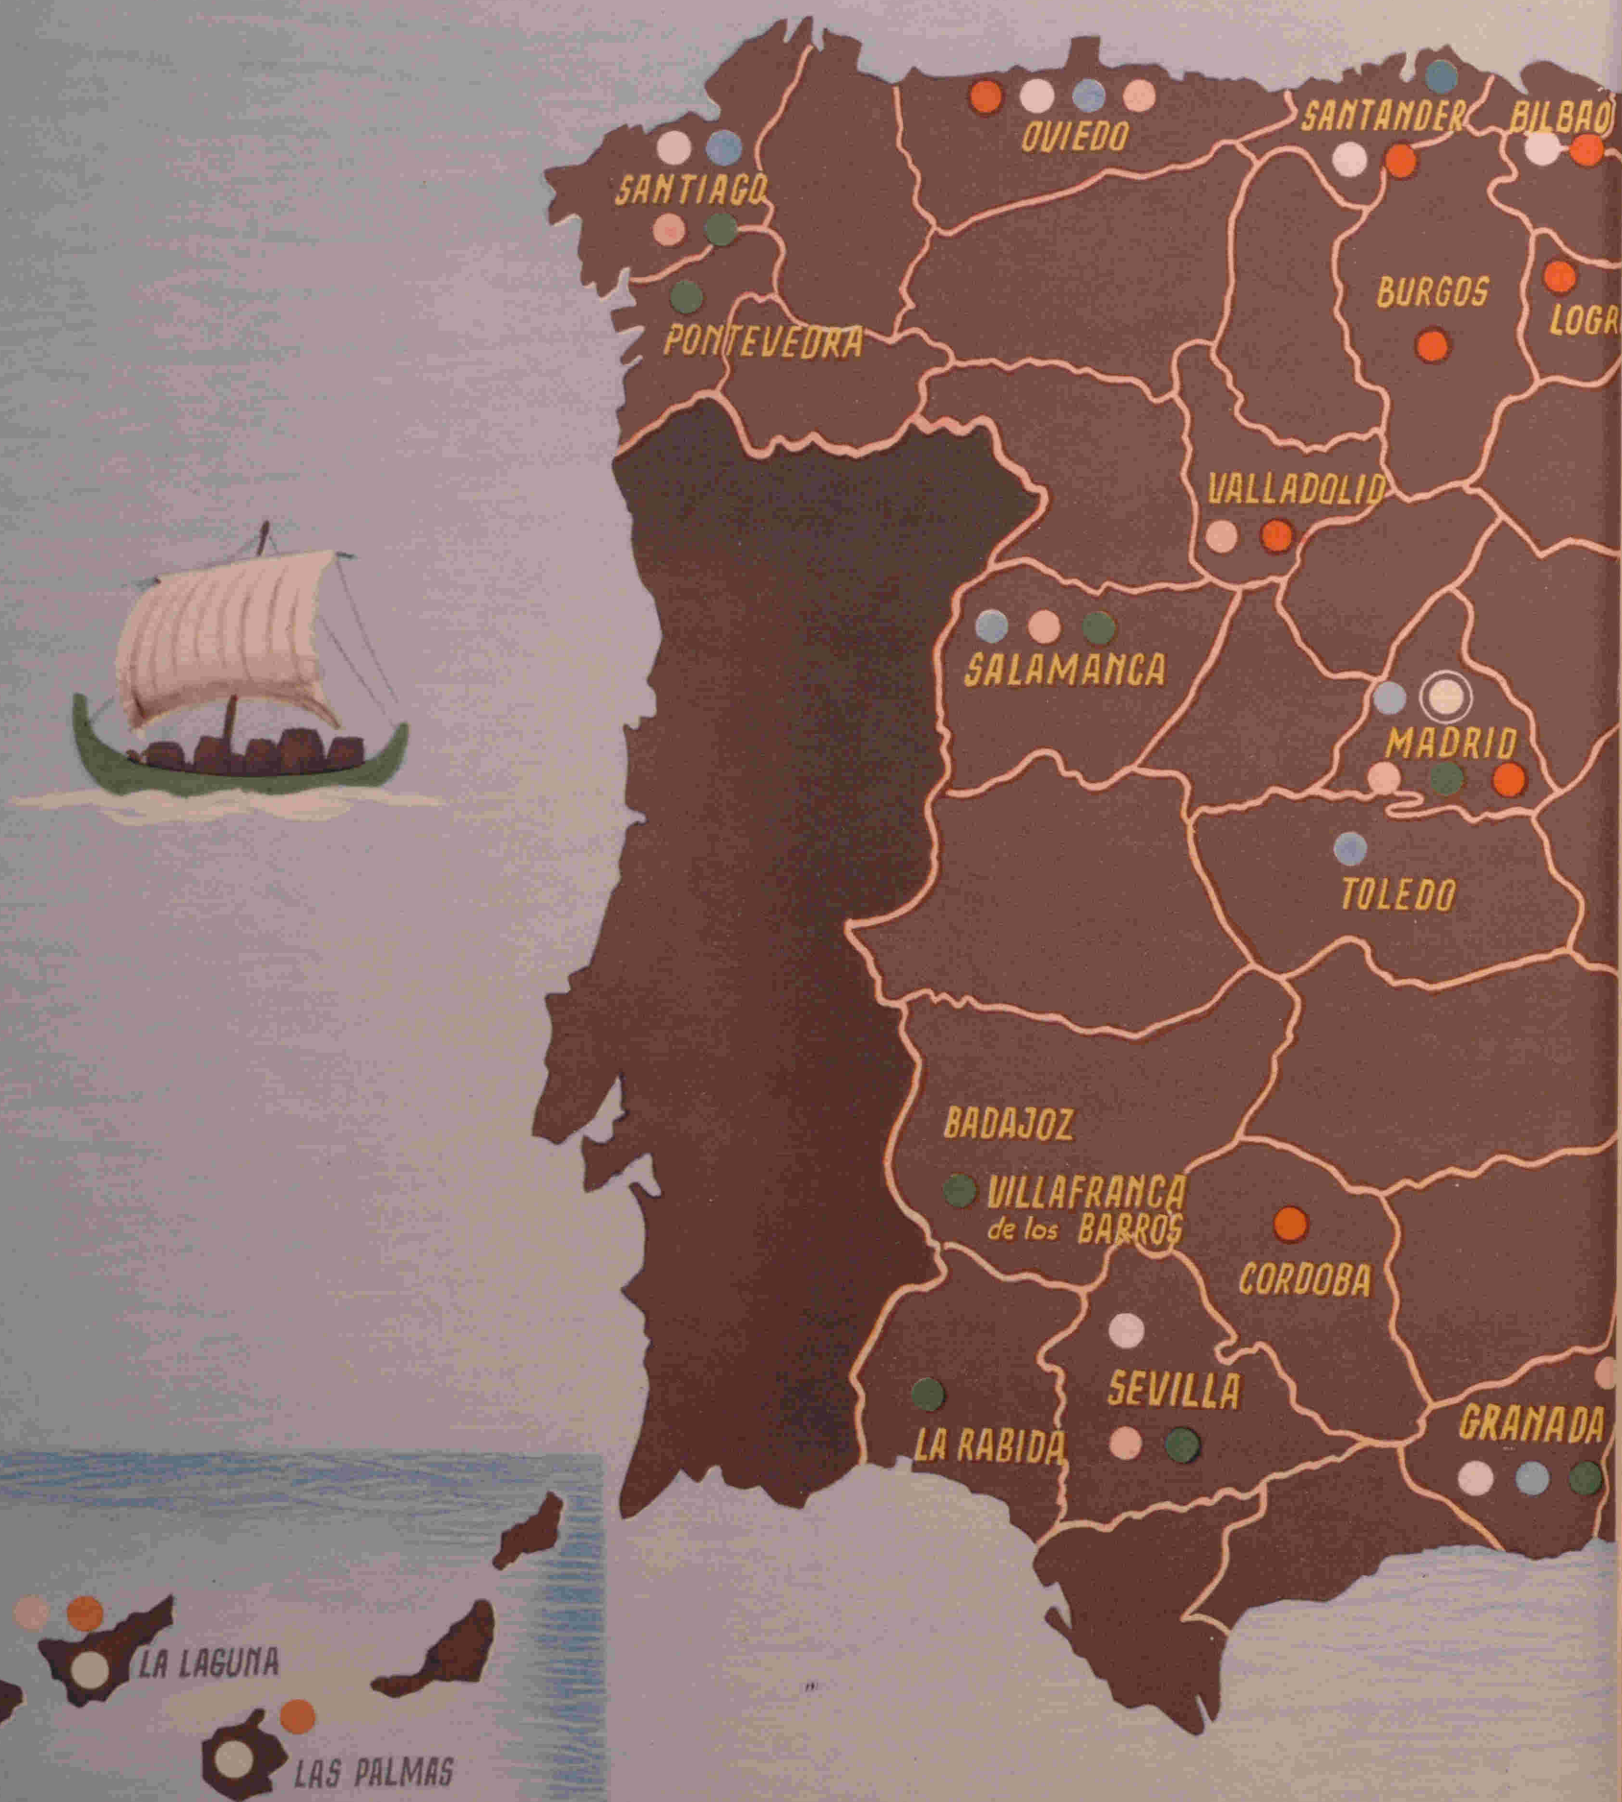 OVIEDO
SANTANDER
BILBAO
SANTIAGO
BURGOS
LOGR
PONTEVEDRA
VALLADOLID
SALAMANCA
MADRID
TOLEDO
BADAJOZ
VILLAFRANCA
de los BARROS
CORDOBA
SEVILLA
GRANADA
LA RABIDA
LA LAGUNA
LAS PALMAS